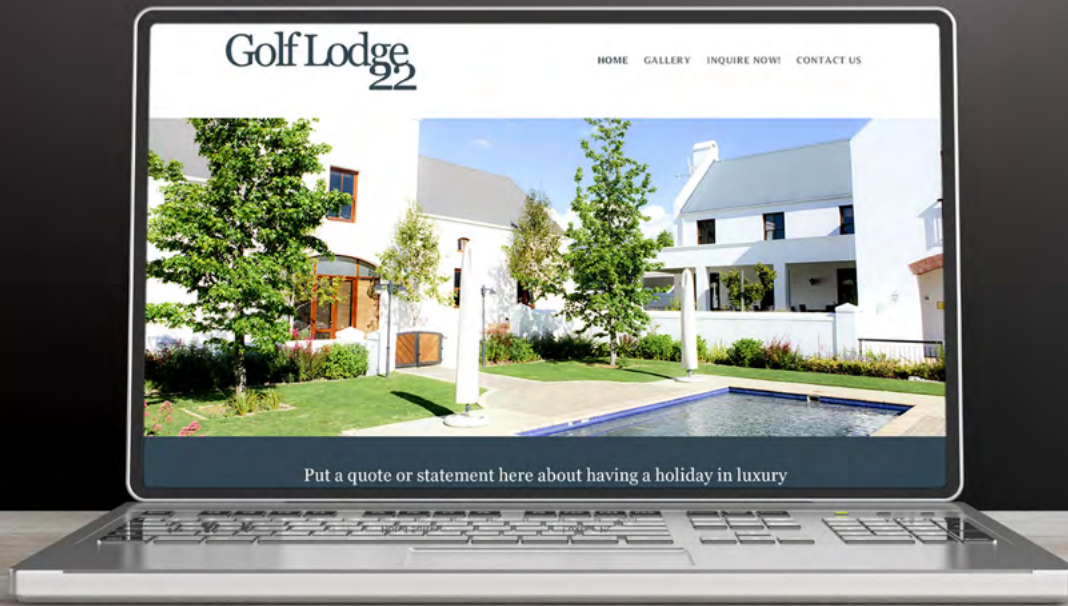 Golf Lodge
22
HOME GALLERY INQUIRE NOW! CONTACT US
Put a quote or statement here about having a holiday in luxury